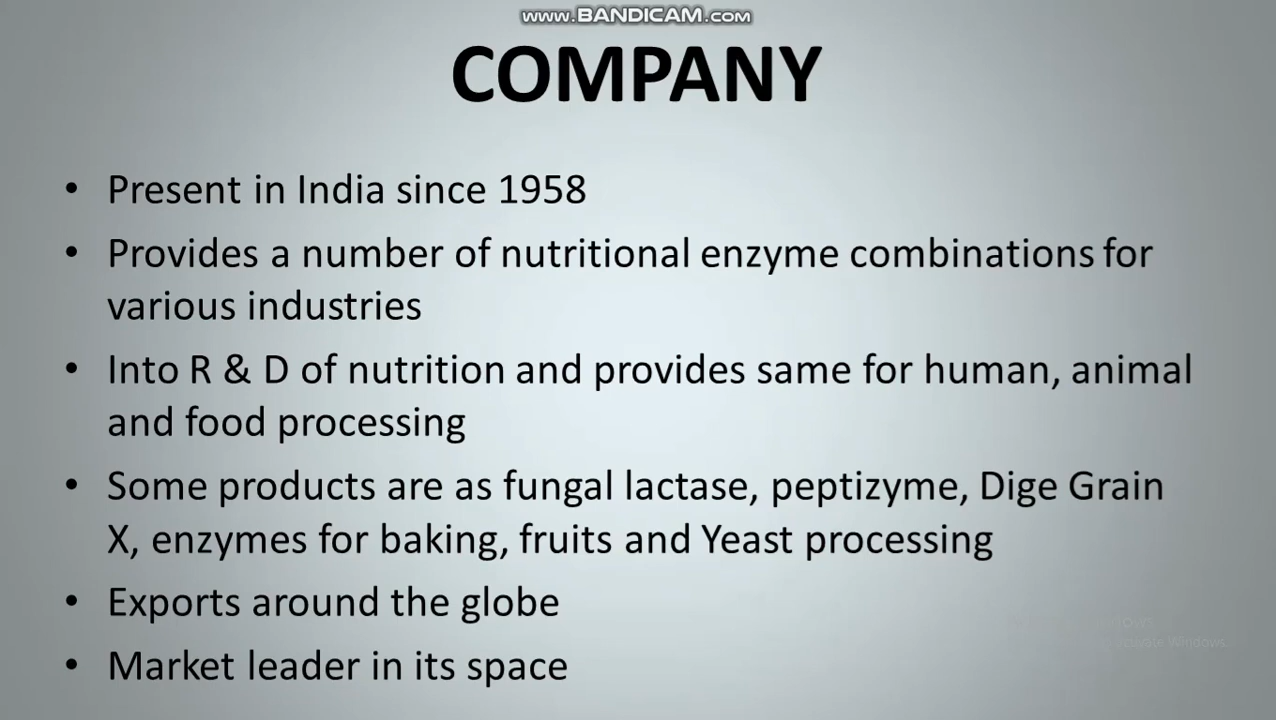 www.BANDICAM.com
COMPANY
• Present in India since 1958
• Provides a number of nutritional enzyme combinations for
various industries
• Into R & D of nutrition and provides same for human, animal
and food processing
• Some products are as fungal lactase, peptizyme, Dige Grain
X, enzymes for baking, fruits and Yeast processing
• Exports around the globe
• Market leader in its space
Windows.